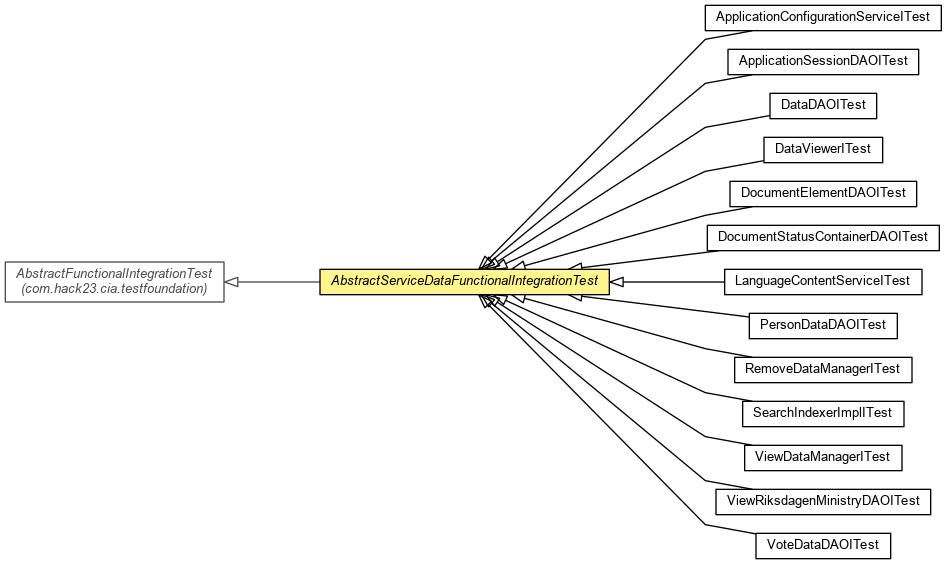 ApplicationConfigurationServiceITest
ApplicationSessionDAOITest
DataDAOITest
DataViewerITest
DocumentElementDAOITest
DocumentStatusContainerDAOITest
AbstractFunctionalIntegrationTest
(com.hack23.cia.testfoundation)
AbstractServiceDataFunctionalIntegrationTest
LanguageContentServiceITest
PersonDataDAOITest
RemoveDataManagerITest
SearchIndexerImplITest
ViewDataManagerITest
ViewRiksdagenMinistryDAOITest
VoteDataDAOITest